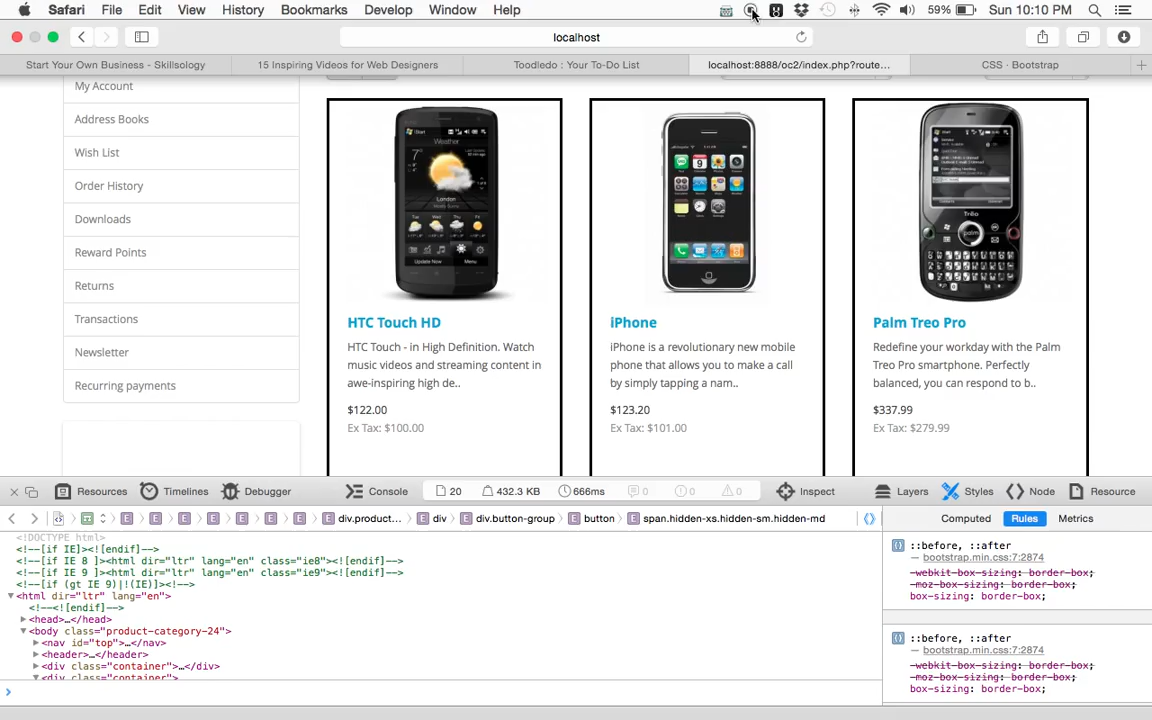 Safari File Edit View History Bookmarks Develop Window Help 59% Sun 10:10 PM
localhost
Start Your Own Business - Skillsology 15 Inspiring Videos for Web Designers Toodledo : Your To-Do List localhost:8888/oc2/index.php?route... CSS · Bootstrap
My Account
Address Books
Wish List
Order History
Downloads
Reward Points
Returns
Transactions
Newsletter
Recurring payments
HTC Touch HD
HTC Touch - in High Definition. Watch
music videos and streaming content in
awe-inspiring high de..
$122.00
Ex Tax: $100.00
iPhone
iPhone is a revolutionary new mobile
phone that allows you to make a call
by simply tapping a nam..
$123.20
Ex Tax: $101.00
Palm Treo Pro
Redefine your workday with the Palm
Treo Pro smartphone. Perfectly
balanced, you can respond to b..
$337.99
Ex Tax: $279.99
Resources Timelines Debugger Console 20 432.3 KB 666ms 0 0 0 Inspect Layers Styles Node Resource
E E E E E E E E div.product... E div E div.button-group E button E span.hidden-xs.hidden-sm.hidden-md Computed Rules Metrics
<!DOCTYPE html>
<!--[if IE]><![endif]-->
<!--[if IE 8 ]><html dir="ltr" lang="en" class="ie8"><![endif]-->
<!--[if IE 9 ]><html dir="ltr" lang="en" class="ie9"><![endif]-->
<!--[if (gt IE 9)|!(IE)]><!-->
<html dir="ltr" lang="en">
<!--<![endif]-->
<head>…</head>
<body class="product-category-24">
<nav id="top">…</nav>
<header>…</header>
<div class="container">…</div>
<div class="container">
::before, ::after
— bootstrap.min.css:7:2874
-webkit-box-sizing: border-box;
-moz-box-sizing: border-box;
box-sizing: border-box;
::before, ::after
— bootstrap.min.css:7:2874
-webkit-box-sizing: border-box;
-moz-box-sizing: border-box;
box-sizing: border-box;